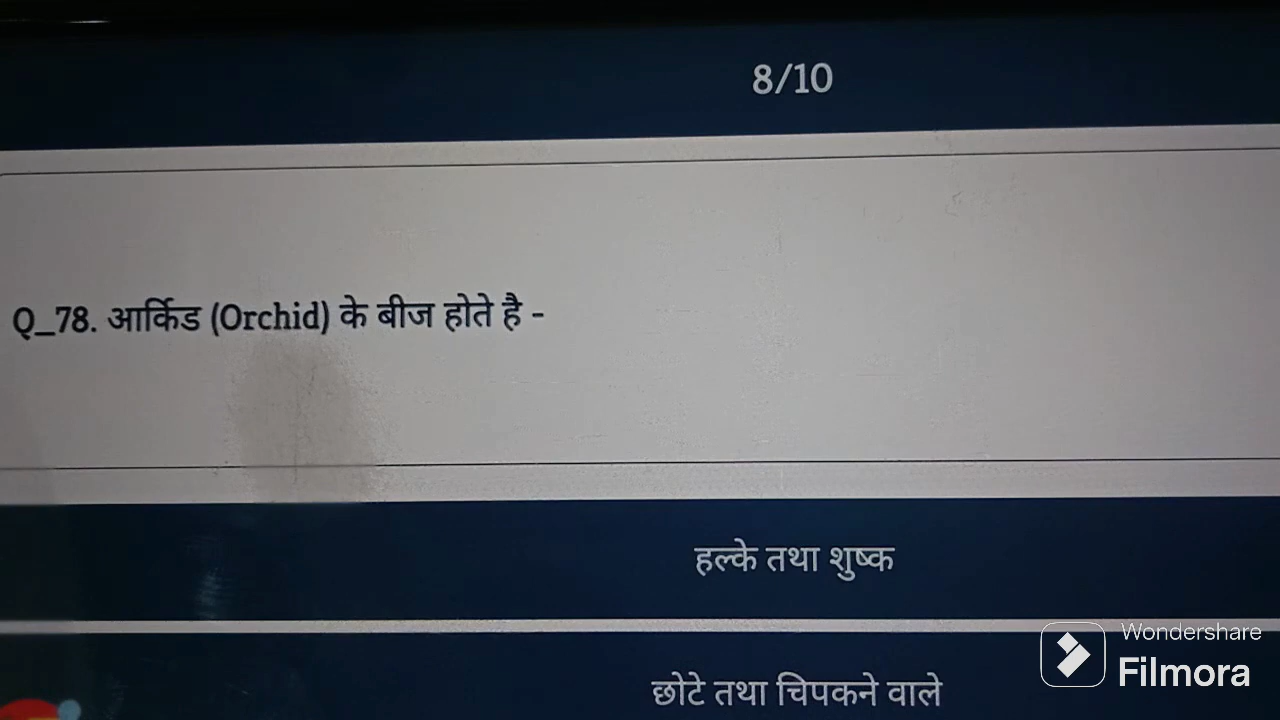 8/10
Q_78. आर्किड (Orchid) के बीज होते है -
हल्के तथा शुष्क
छोटे तथा चिपकने वाले
Wondershare
Filmora